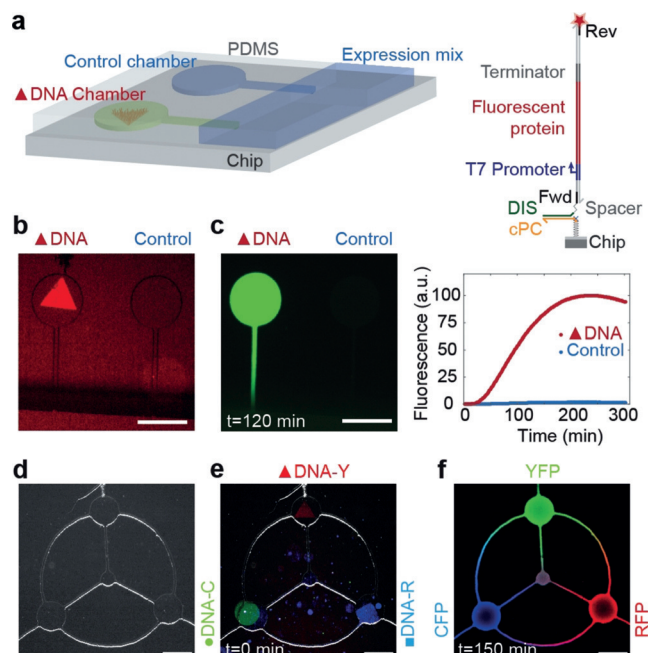 a
PDMS
Control chamber
Expression mix
▲DNA Chamber
Chip
Rev
Terminator
Fluorescent
protein
T7 Promoter
Fwd
DIS
Spacer
cPC
Chip
b
▲DNA
Control
c
▲DNA
Control
t=120 min
Fluorescence (a.u.)
100
75
50
25
0
▲DNA
Control
0
100
200
300
Time (min)
d
e
▲DNA-Y
●DNA-C
■DNA-R
t=0 min
f
YFP
CFP
RFP
t=150 min